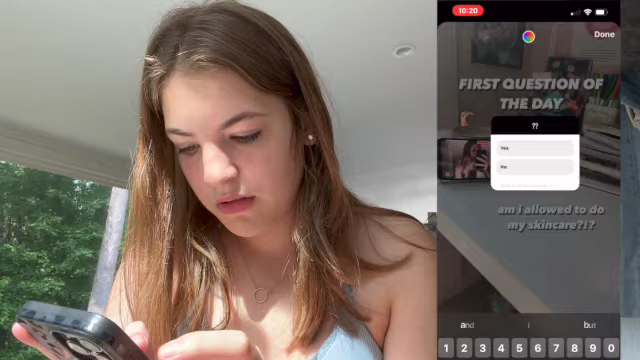 10:20
Done
FIRST QUESTION OF
THE DAY
??
Yes
No
am i allowed to do
my skincare?!?
and i but
1 2 3 4 5 6 7 8 9 0